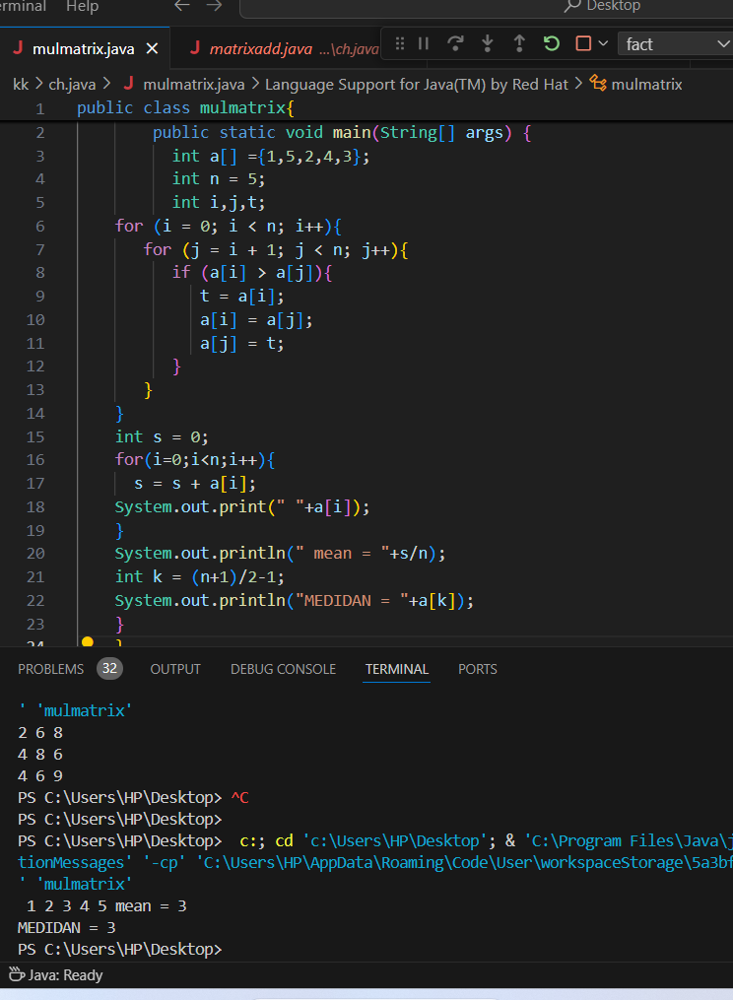 erminal Help Desktop
mulmatrix.java matrixadd.java ...\ch.java fact
kk > ch.java > mulmatrix.java > Language Support for Java(TM) by Red Hat > mulmatrix
1 public class mulmatrix{
2 public static void main(String[] args) {
3 int a[] ={1,5,2,4,3};
4 int n = 5;
5 int i,j,t;
6 for (i = 0; i < n; i++){
7 for (j = i + 1; j < n; j++){
8 if (a[i] > a[j]){
9 t = a[i];
10 a[i] = a[j];
11 a[j] = t;
12 }
13 }
14 }
15 int s = 0;
16 for(i=0;i<n;i++){
17 s = s + a[i];
18 System.out.print(" "+a[i]);
19 }
20 System.out.println(" mean = "+s/n);
21 int k = (n+1)/2-1;
22 System.out.println("MEDIDAN = "+a[k]);
23 }
24 }
PROBLEMS 32 OUTPUT DEBUG CONSOLE TERMINAL PORTS
' 'mulmatrix'
2 6 8
4 8 6
4 6 9
PS C:\Users\HP\Desktop> ^C
PS C:\Users\HP\Desktop>
PS C:\Users\HP\Desktop> c:; cd 'c:\Users\HP\Desktop'; & 'C:\Program Files\Java\j
tionMessages' '-cp' 'C:\Users\HP\AppData\Roaming\Code\User\workspaceStorage\5a3bf
' 'mulmatrix'
1 2 3 4 5 mean = 3
MEDIDAN = 3
PS C:\Users\HP\Desktop>
Java: Ready